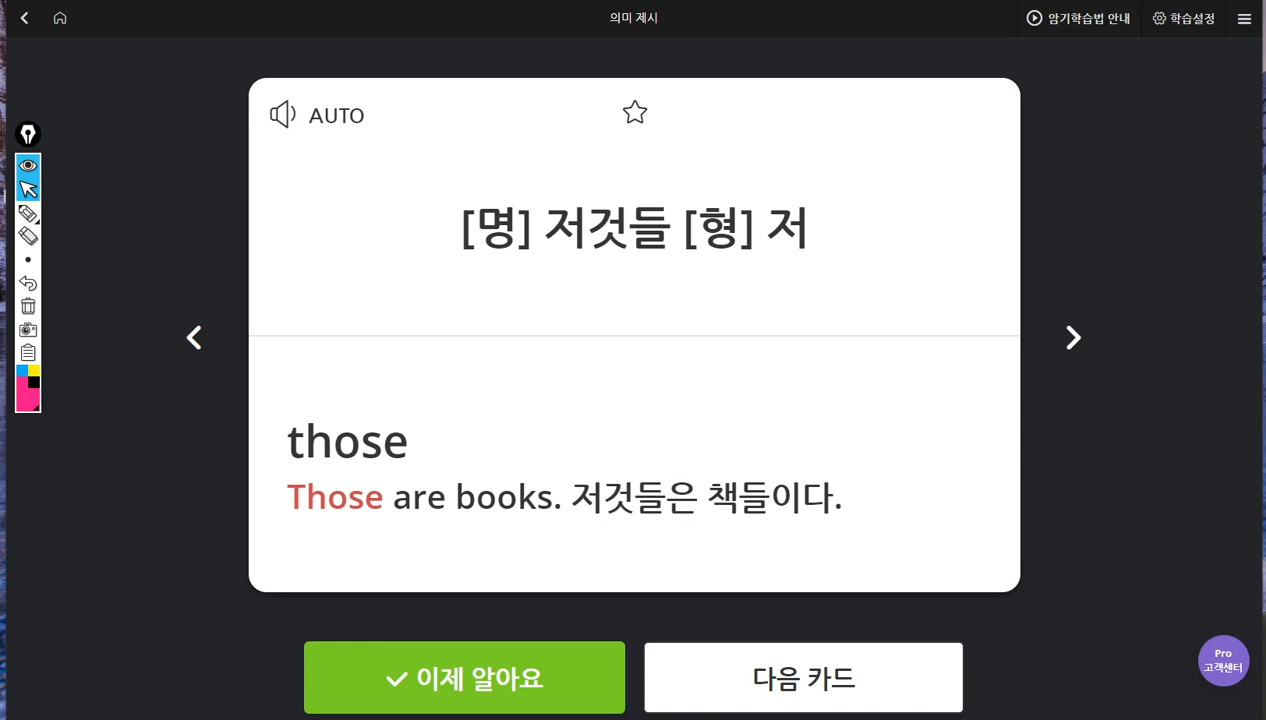 의미 제시
암기학습법 안내
학습설정
AUTO
[명] 저것들 [형] 저
those
Those are books. 저것들은 책들이다.
이제 알아요
다음 카드
Pro
고객센터